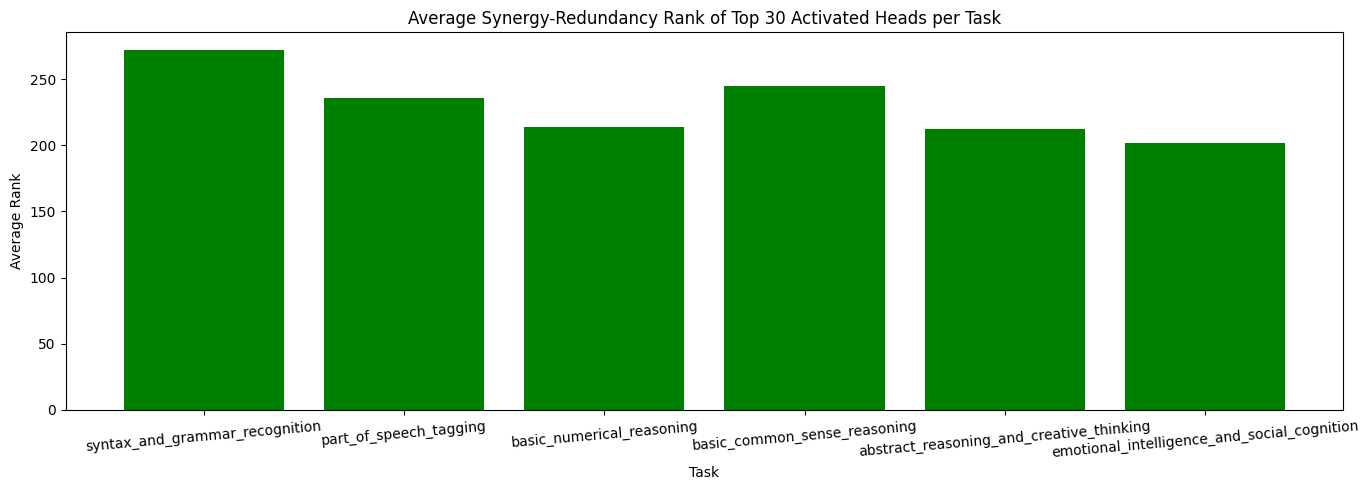 Average Synergy-Redundancy Rank of Top 30 Activated Heads per Task
Average Rank
250
200
150
100
50
0
syntax_and_grammar_recognition
part_of_speech_tagging
basic_numerical_reasoning
basic_common_sense_reasoning
abstract_reasoning_and_creative_thinking
emotional_intelligence_and_social_cognition
Task